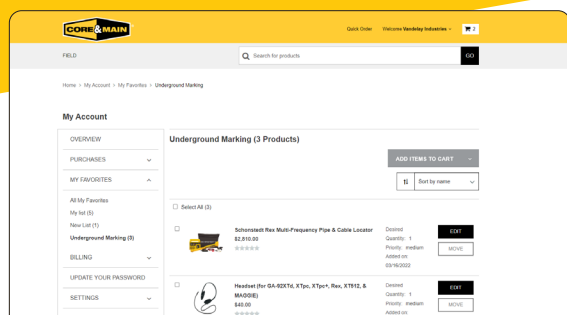 CORE & MAIN
Quick Order Welcome Vandelay Industries 2
FIELD Search for products GO
Home > My Account > My Favorites > Underground Marking
My Account
OVERVIEW
PURCHASES
MY FAVORITES
All My Favorites
My list (5)
New List (1)
Underground Marking (3)
BILLING
UPDATE YOUR PASSWORD
SETTINGS
Underground Marking (3 Products)
ADD ITEMS TO CART
Sort by name
Select All (3)
Schonstedt Rex Multi-Frequency Pipe & Cable Locator
$2,510.00
Desired
Quantity: 1
Priority: medium
Added on:
03/16/2022
EDIT
MOVE
Headset (for GA-92XTd, XTpc, XTpc+, Rex, XT512, &
MAGGIE)
$40.00
Desired
Quantity: 1
Priority: medium
Added on:
EDIT
MOVE